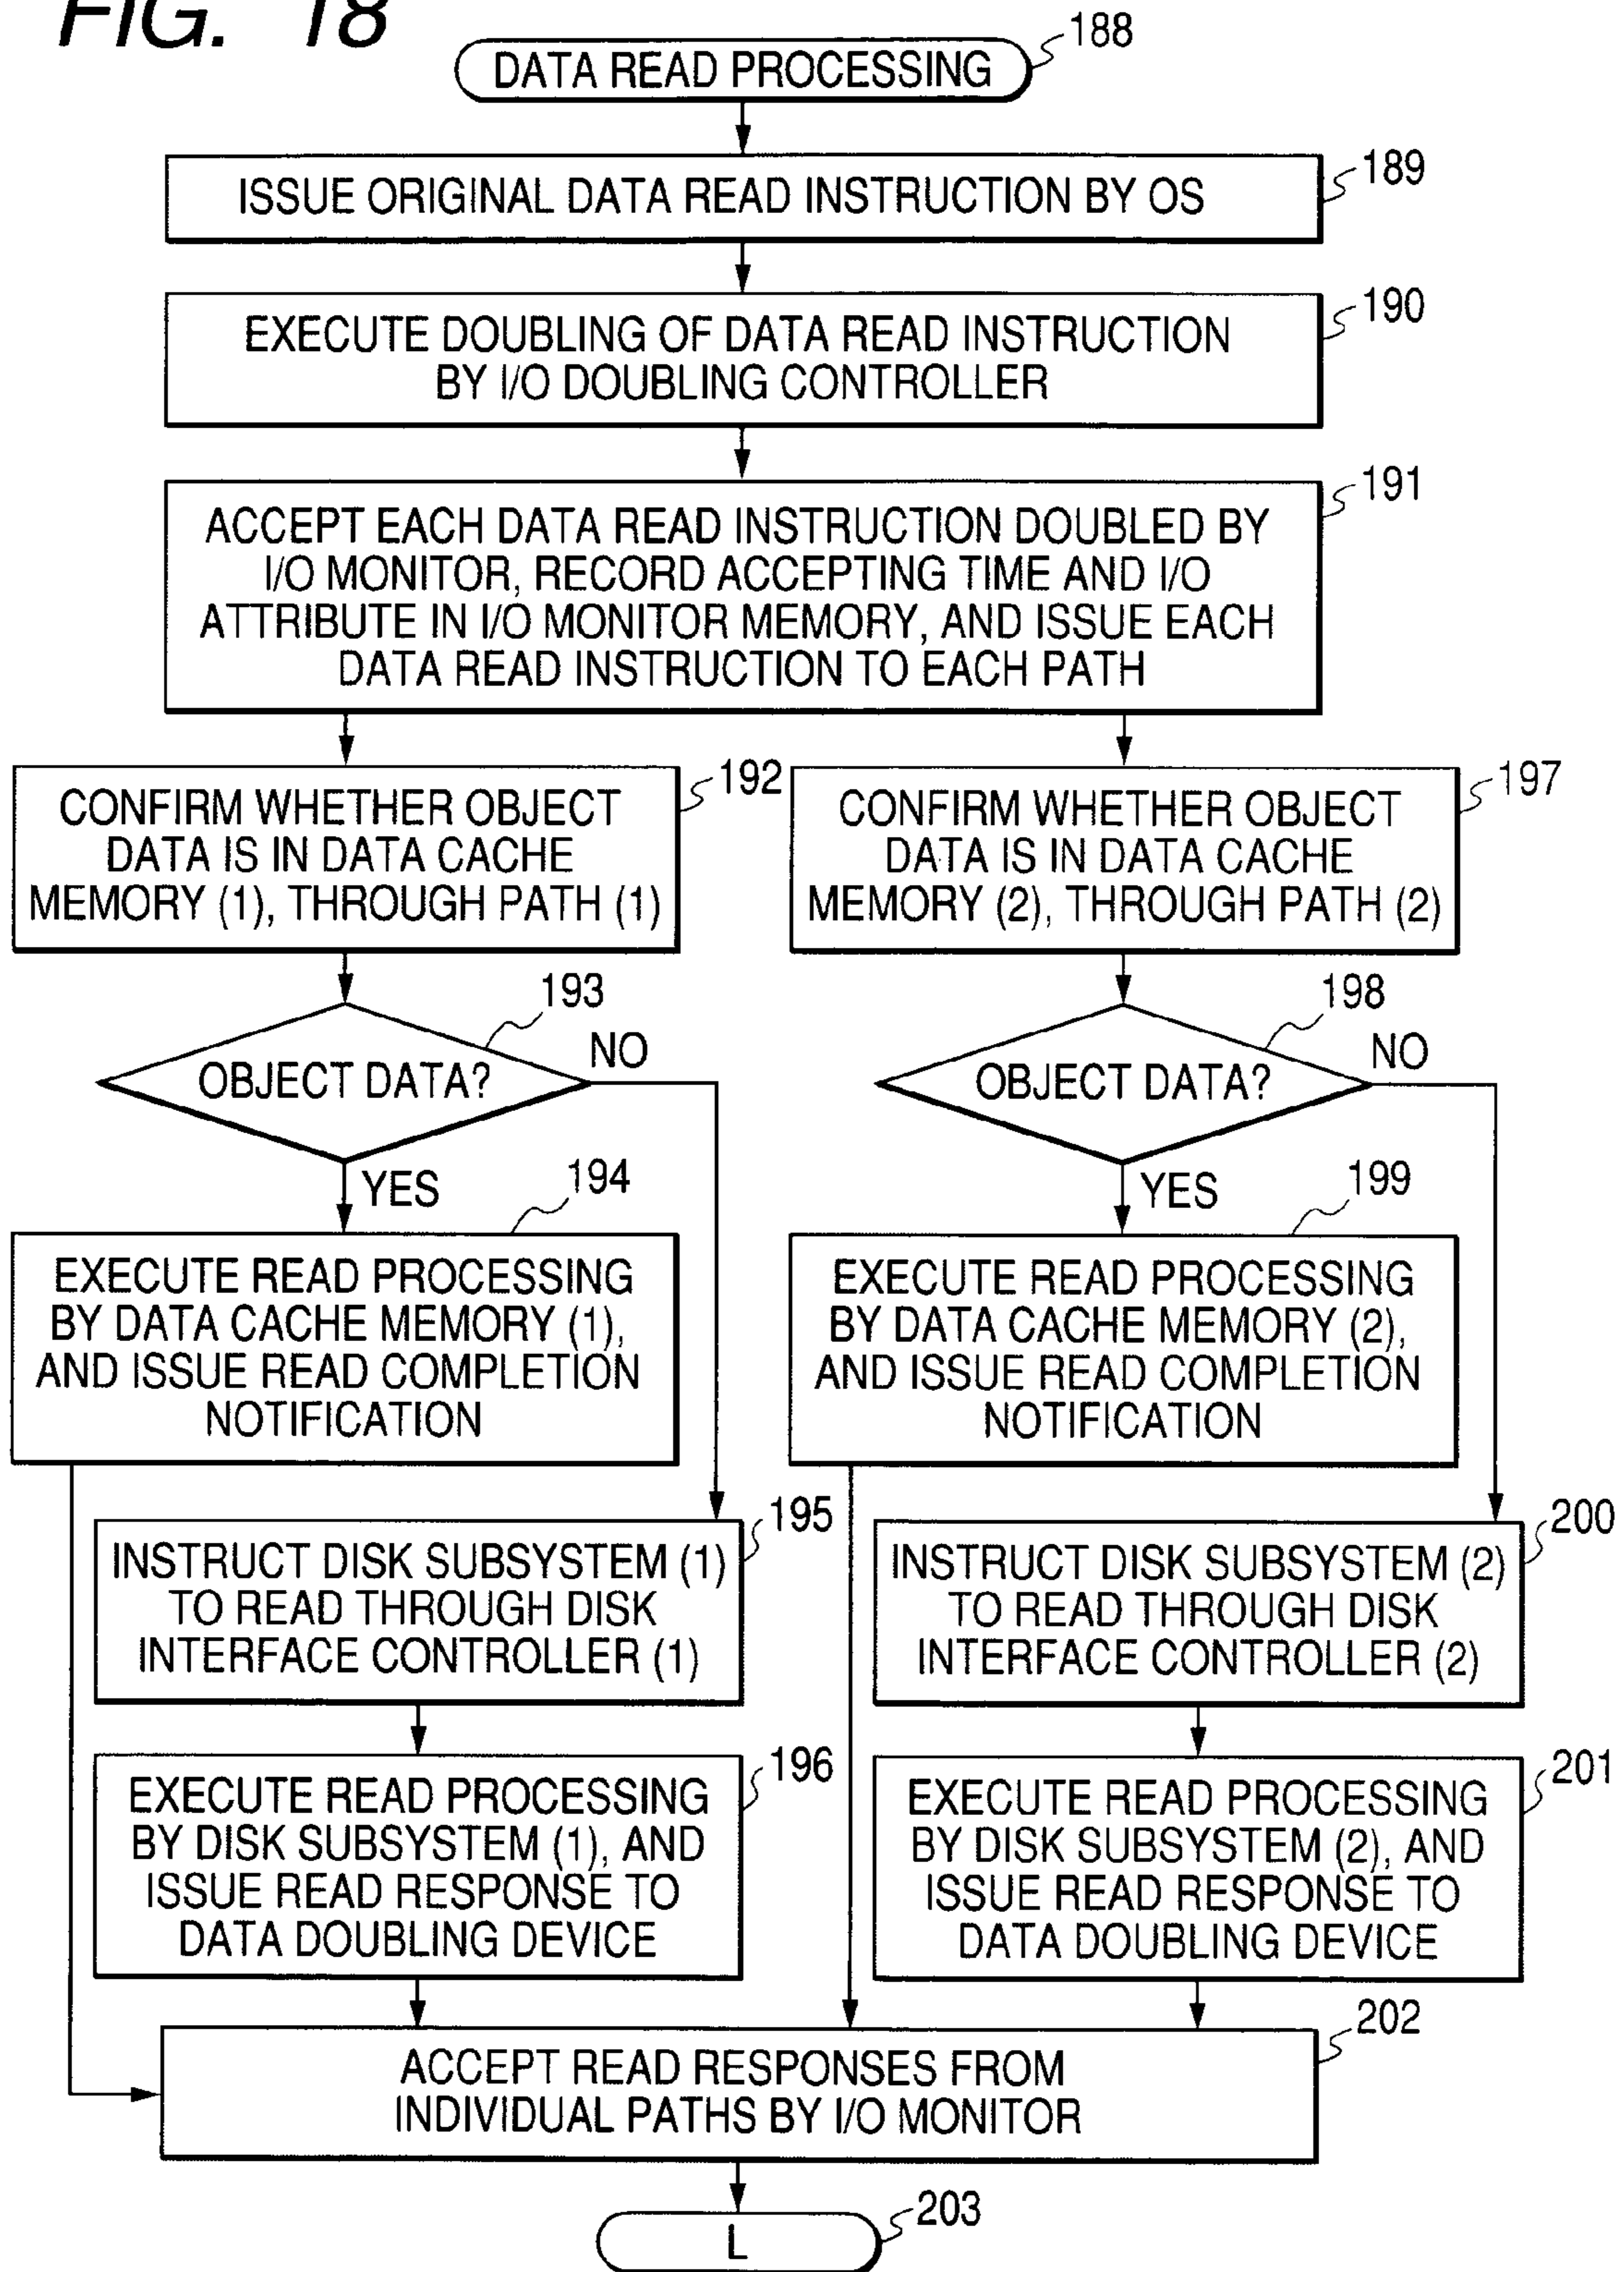 FIG. 18
DATA READ PROCESSING
188
ISSUE ORIGINAL DATA READ INSTRUCTION BY OS
189
EXECUTE DOUBLING OF DATA READ INSTRUCTION
BY I/O DOUBLING CONTROLLER
190
ACCEPT EACH DATA READ INSTRUCTION DOUBLED BY
I/O MONITOR, RECORD ACCEPTING TIME AND I/O
ATTRIBUTE IN I/O MONITOR MEMORY, AND ISSUE EACH
DATA READ INSTRUCTION TO EACH PATH
191
CONFIRM WHETHER OBJECT
DATA IS IN DATA CACHE
MEMORY (1), THROUGH PATH (1)
192
OBJECT DATA?
193
NO
YES
EXECUTE READ PROCESSING
BY DATA CACHE MEMORY (1),
AND ISSUE READ COMPLETION
NOTIFICATION
194
INSTRUCT DISK SUBSYSTEM (1)
TO READ THROUGH DISK
INTERFACE CONTROLLER (1)
195
EXECUTE READ PROCESSING
BY DISK SUBSYSTEM (1), AND
ISSUE READ RESPONSE TO
DATA DOUBLING DEVICE
196
CONFIRM WHETHER OBJECT
DATA IS IN DATA CACHE
MEMORY (2), THROUGH PATH (2)
197
OBJECT DATA?
198
NO
YES
EXECUTE READ PROCESSING
BY DATA CACHE MEMORY (2),
AND ISSUE READ COMPLETION
NOTIFICATION
199
INSTRUCT DISK SUBSYSTEM (2)
TO READ THROUGH DISK
INTERFACE CONTROLLER (2)
200
EXECUTE READ PROCESSING
BY DISK SUBSYSTEM (2), AND
ISSUE READ RESPONSE TO
DATA DOUBLING DEVICE
201
ACCEPT READ RESPONSES FROM
INDIVIDUAL PATHS BY I/O MONITOR
202
L
203